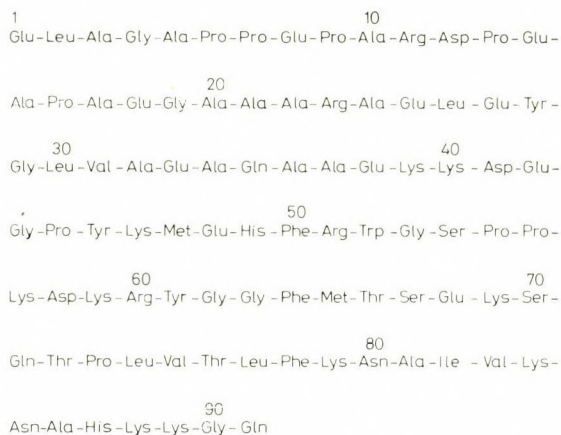 1 10
Glu-Leu-Ala-Gly-Ala-Pro-Pro-Glu-Pro-Ala-Arg-Asp-Pro-Glu-
20
Ala-Pro-Ala-Glu-Gly-Ala-Ala-Ala-Arg-Ala-Glu-Leu-Glu-Tyr-
30 40
Gly-Leu-Val-Ala-Glu-Ala-Gln-Ala-Ala-Glu-Lys-Lys-Asp-Glu-
50
Gly-Pro-Tyr-Lys-Met-Glu-His-Phe-Arg-Trp-Gly-Ser-Pro-Pro-
60 70
Lys-Asp-Lys-Arg-Tyr-Gly-Gly-Phe-Met-Thr-Ser-Glu-Lys-Ser-
80
Gln-Thr-Pro-Leu-Val-Thr-Leu-Phe-Lys-Asn-Ala-Ile-Val-Lys-
90
Asn-Ala-His-Lys-Lys-Gly-Gln